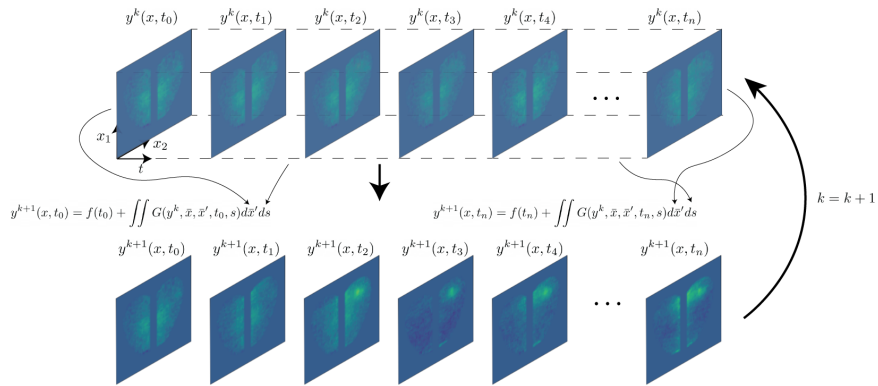 y^k(x, t_0) y^k(x, t_1) y^k(x, t_2) y^k(x, t_3) y^k(x, t_4) y^k(x, t_n)
...
x_1
x_2
t
k = k + 1
y^{k+1}(x, t_0) = f(t_0) + ∬ G(y^k, x̄, x̄′, t_0, s)dx̄′ds y^{k+1}(x, t_n) = f(t_n) + ∬ G(y^k, x̄, x̄′, t_n, s)dx̄′ds
y^{k+1}(x, t_0) y^{k+1}(x, t_1) y^{k+1}(x, t_2) y^{k+1}(x, t_3) y^{k+1}(x, t_4) y^{k+1}(x, t_n)
...